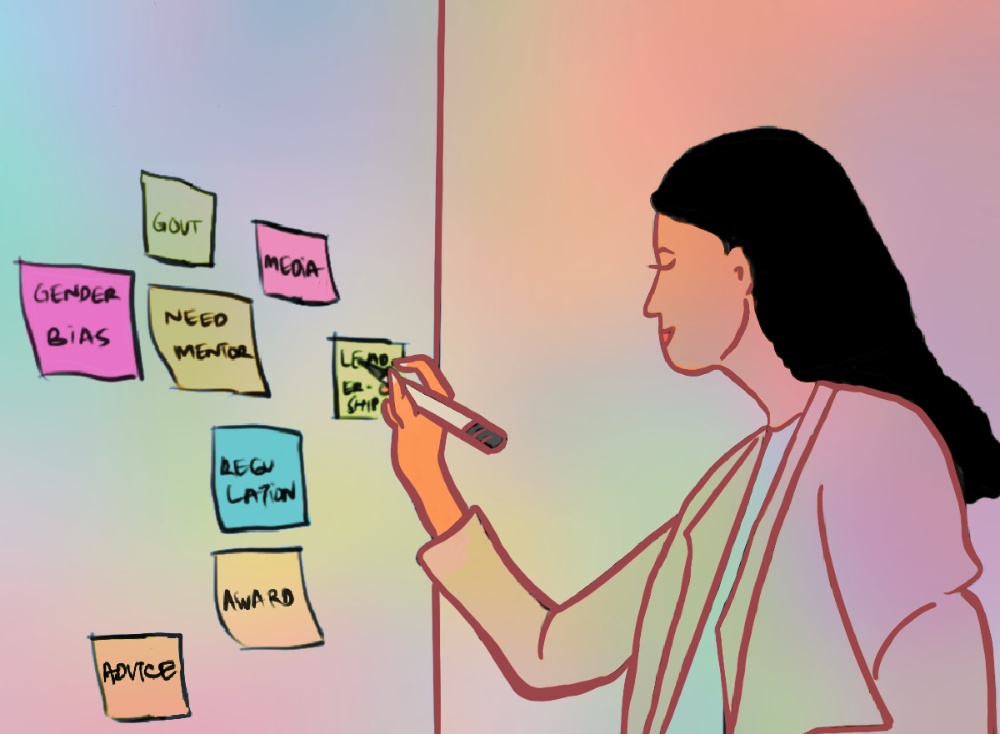 GOVT
MEDIA
GENDER
BIAS
NEED
MENTOR
LEAD
ER-
SHIP
REGU
LATION
AWARD
ADVICE